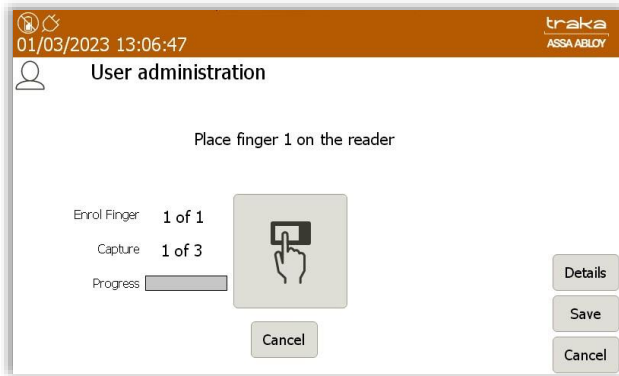 traka
01/03/2023 13:06:47
ASSA ABLOY
User administration
Place finger 1 on the reader
Enrol Finger 1 of 1
Capture 1 of 3
Progress
Details
Save
Cancel
Cancel